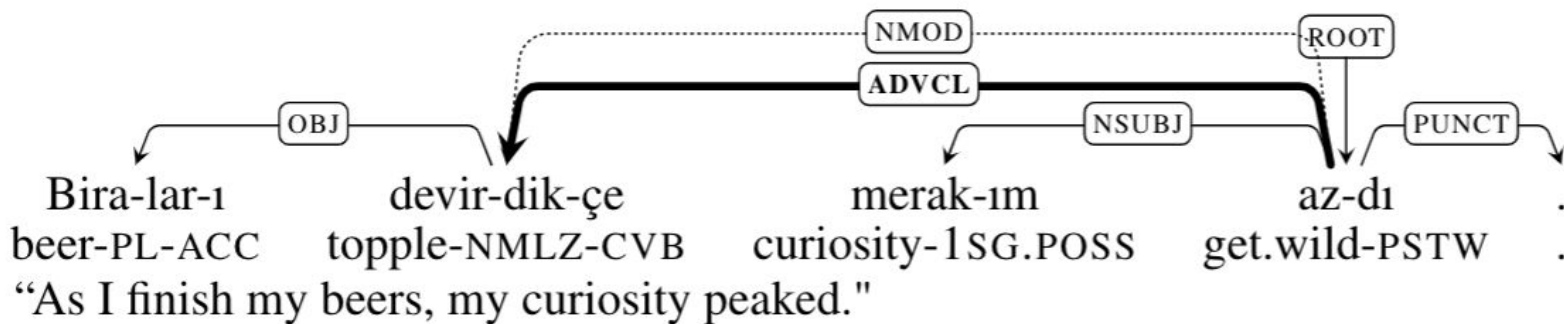 NMOD ROOT
ADVCL
OBJ NSUBJ PUNCT
Bira-lar-ı devir-dik-çe merak-ım az-dı .
beer-PL-ACC topple-NMLZ-CVB curiosity-1SG.POSS get.wild-PSTW .
“As I finish my beers, my curiosity peaked."